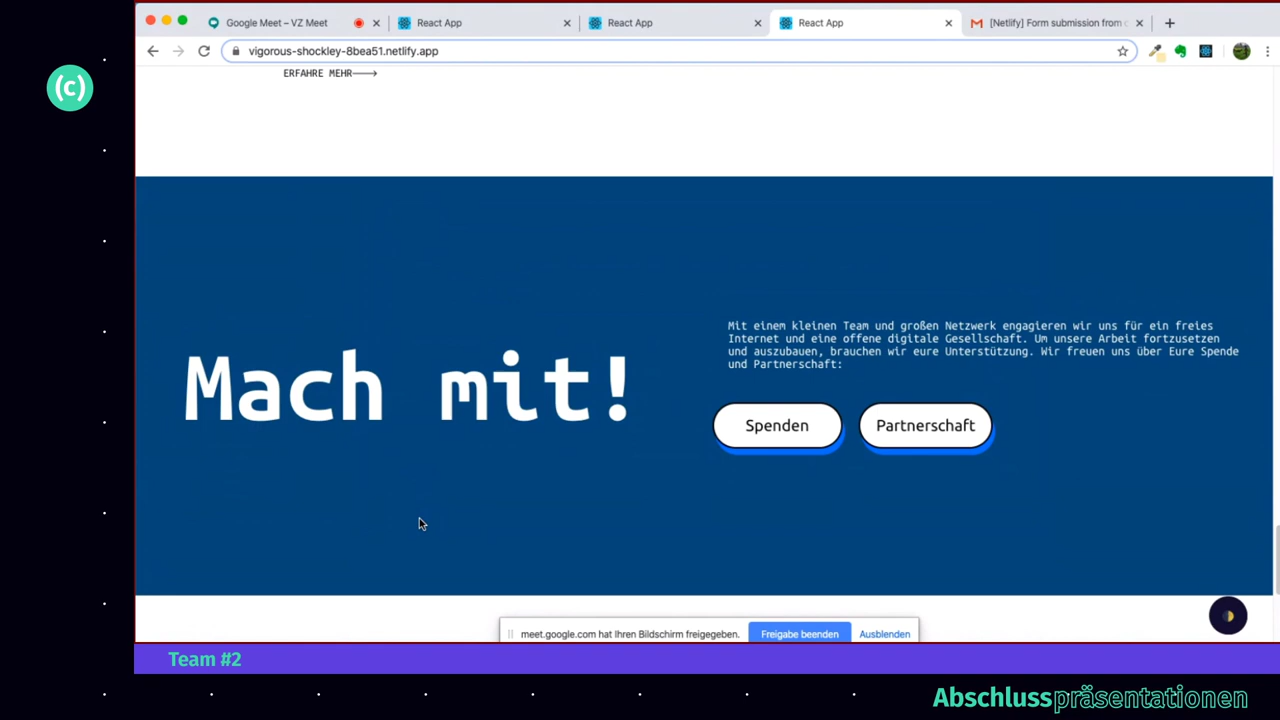 Google Meet – VZ Meet
React App
React App
React App
[Netlify] Form submission from
vigorous-shockley-8bea51.netlify.app
(c)
ERFAHRE MEHR⟶
Mach mit!
Mit einem kleinen Team und großen Netzwerk engagieren wir uns für ein freies
Internet und eine offene digitale Gesellschaft. Um unsere Arbeit fortzusetzen
und auszubauen, brauchen wir eure Unterstützung. Wir freuen uns über Eure Spende
und Partnerschaft:
Spenden
Partnerschaft
meet.google.com hat Ihren Bildschirm freigegeben.
Freigabe beenden
Ausblenden
Team #2
Abschlusspräsentationen